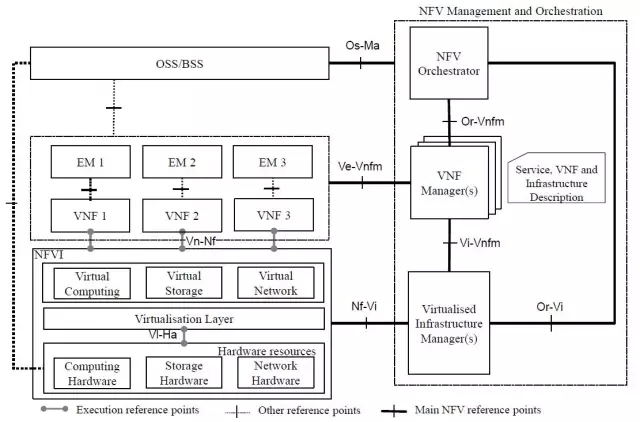 NFV Management and Orchestration
Os-Ma
OSS/BSS
NFV
Orchestrator
Or-Vnfm
EM 1
EM 2
EM 3
Ve-Vnfm
VNF
Manager(s)
Service, VNF and
Infrastructure
Description
VNF 1
VNF 2
VNF 3
Vn-Nf
Vi-Vnfm
NFVI
Virtual
Computing
Virtual
Storage
Virtual
Network
Nf-Vi
Virtualised
Infrastructure
Manager(s)
Or-Vi
Virtualisation Layer
Vl-Ha
Hardware resources
Computing
Hardware
Storage
Hardware
Network
Hardware
Execution reference points
Other reference points
Main NFV reference points